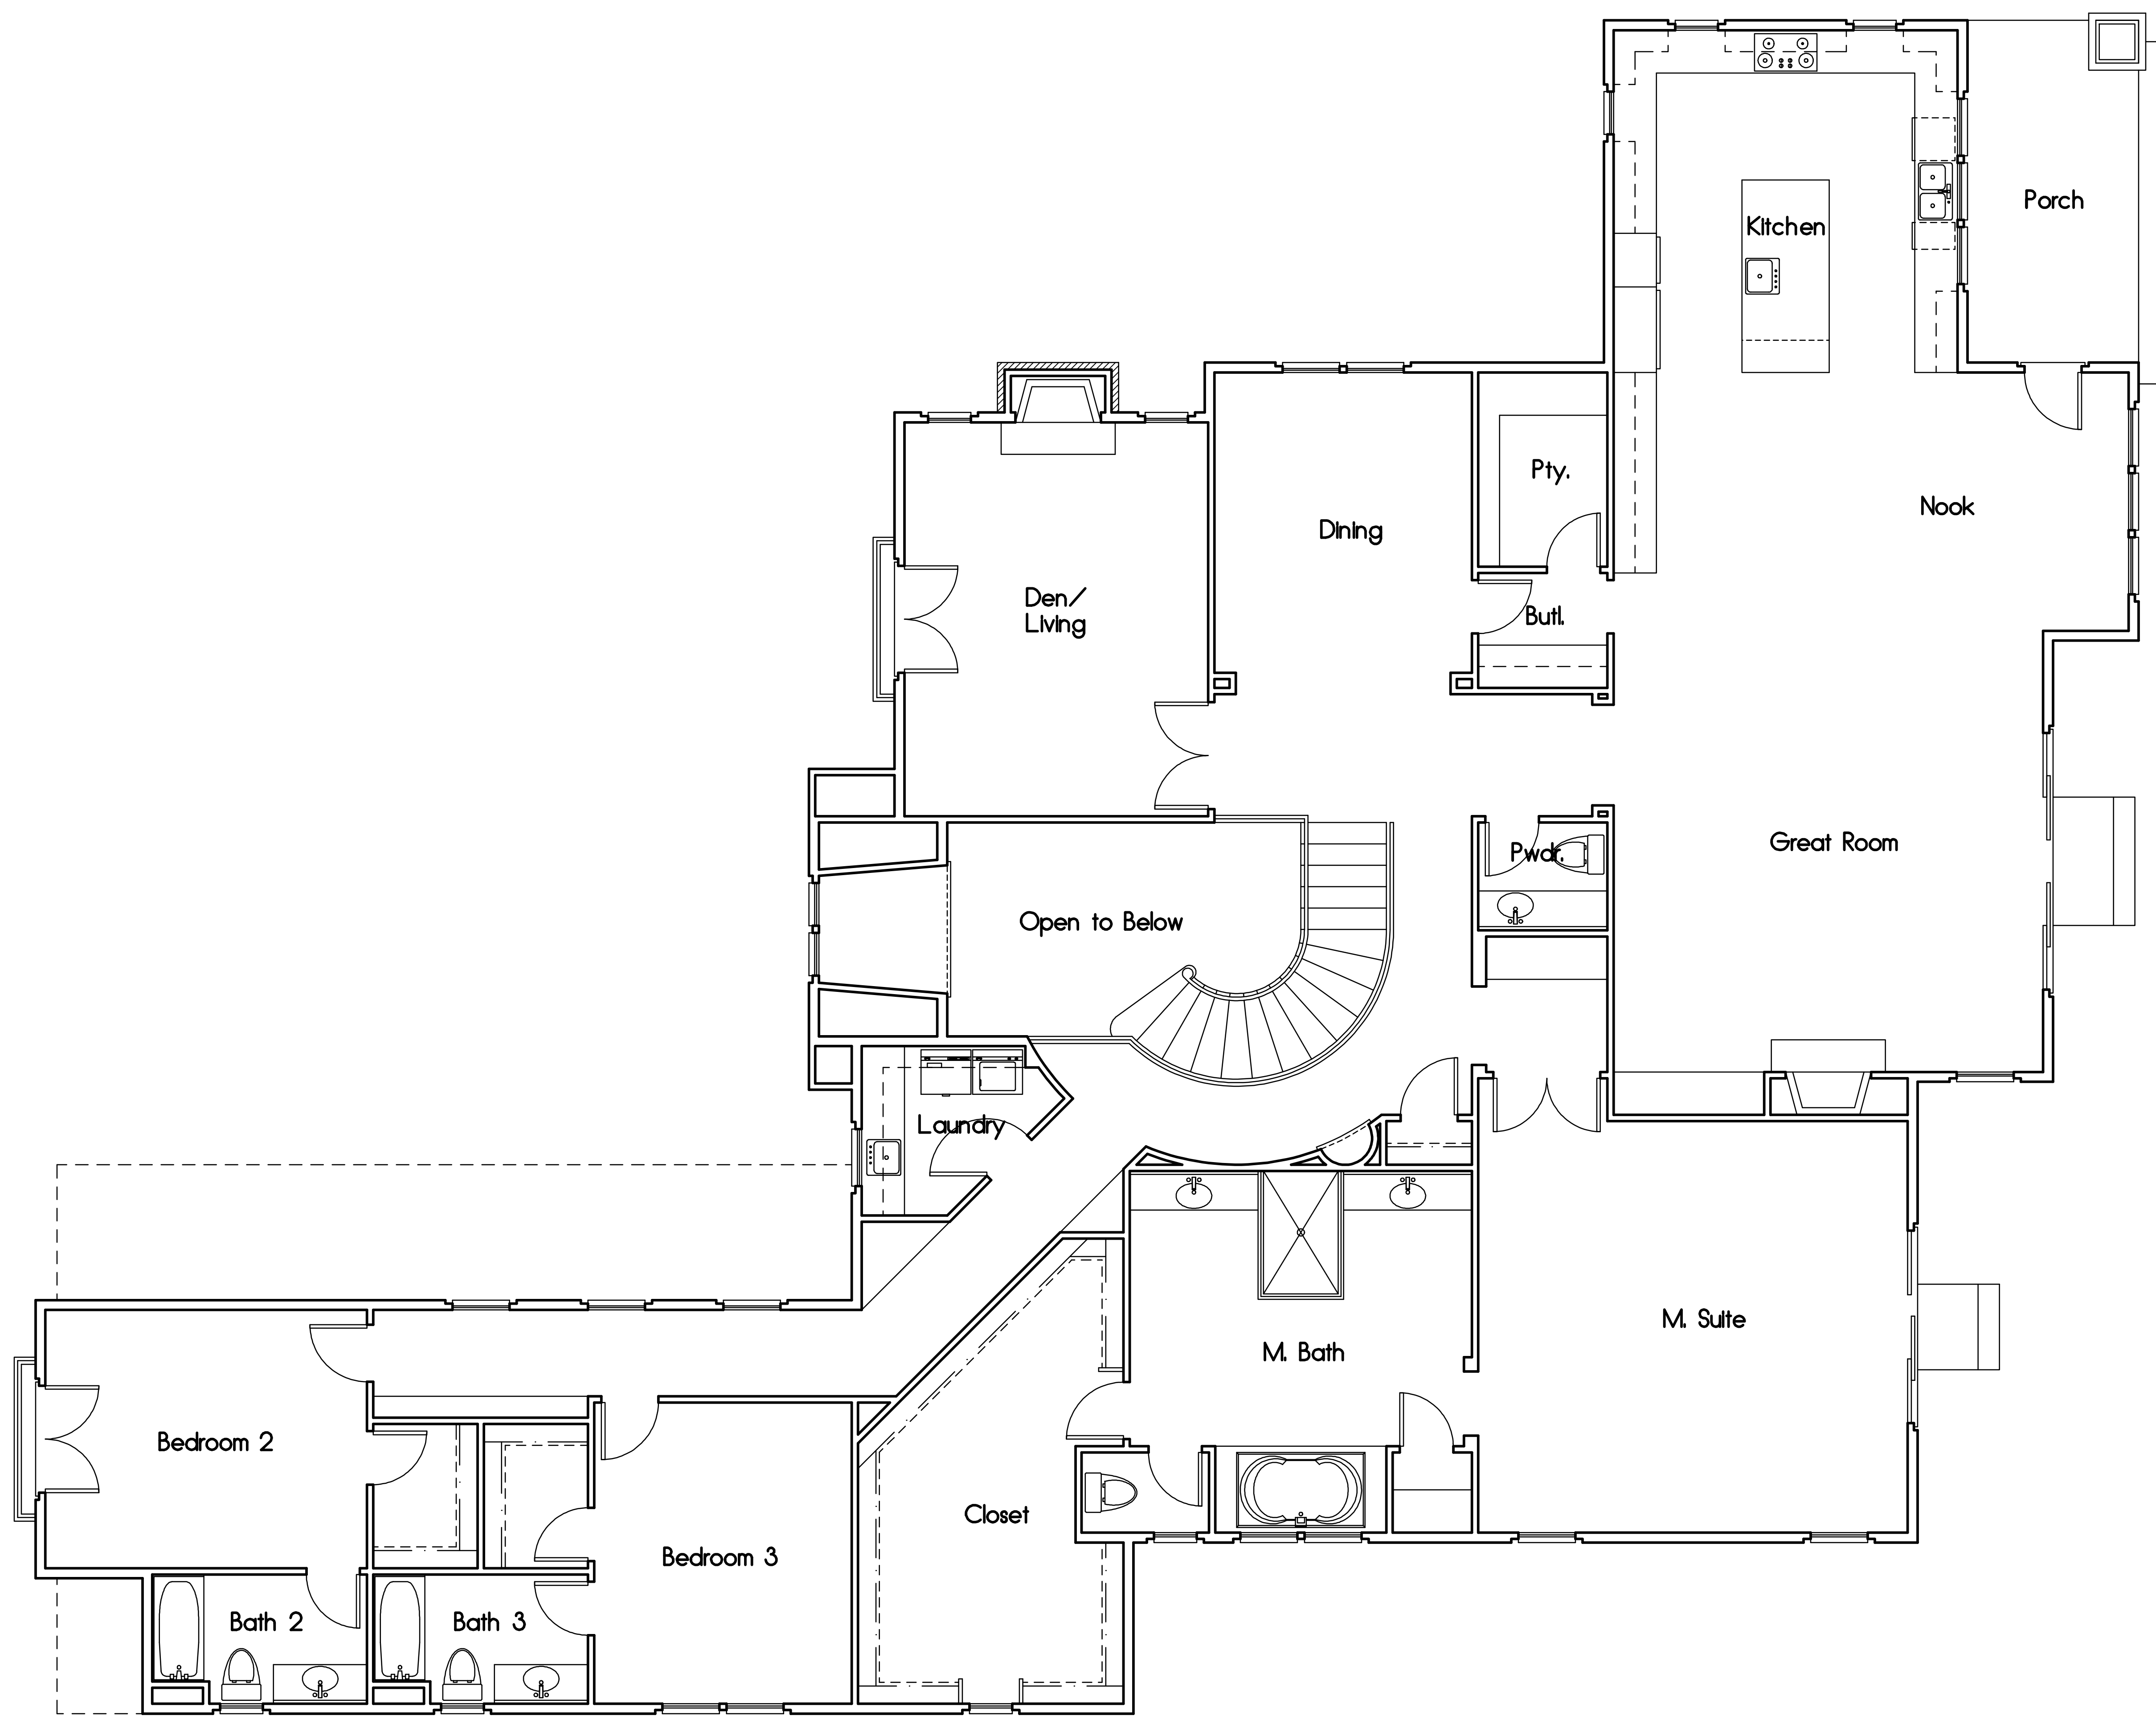 Porch
Kitchen
Pty.
Nook
Dining
Den/
Living
Butl.
Great Room
Pwdr.
Open to Below
Laundry
M. Suite
M. Bath
Bedroom 2
Closet
Bedroom 3
Bath 2
Bath 3